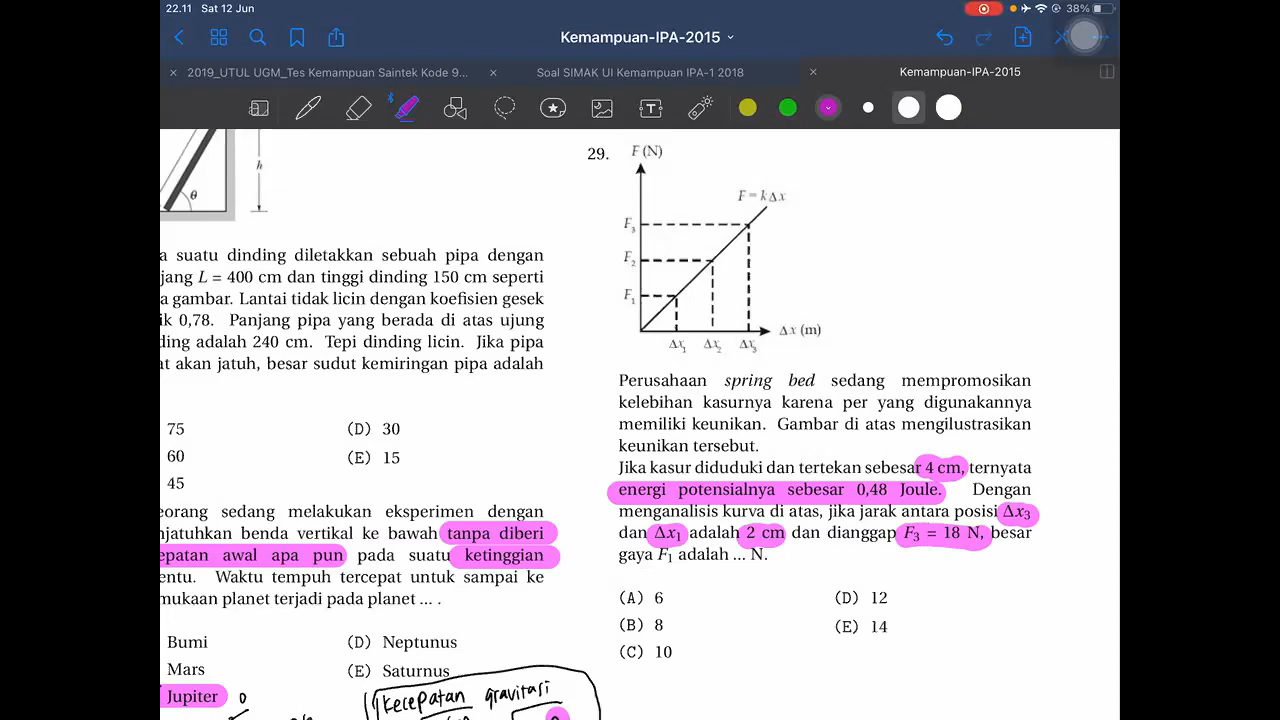 22.11 Sat 12 Jun
38%
Kemampuan-IPA-2015
2019_UTUL UGM_Tes Kemampuan Saintek Kode 9...
Soal SIMAK UI Kemampuan IPA-1 2018
Kemampuan-IPA-2015
h
θ
a suatu dinding diletakkan sebuah pipa dengan
jang L = 400 cm dan tinggi dinding 150 cm seperti
a gambar. Lantai tidak licin dengan koefisien gesek
ik 0,78. Panjang pipa yang berada di atas ujung
ding adalah 240 cm. Tepi dinding licin. Jika pipa
at akan jatuh, besar sudut kemiringan pipa adalah
75
(D) 30
60
(E) 15
45
eorang sedang melakukan eksperimen dengan
njatuhkan benda vertikal ke bawah tanpa diberi
epatan awal apa pun pada suatu ketinggian
entu. Waktu tempuh tercepat untuk sampai ke
mukaan planet terjadi pada planet ... .
Bumi
(D) Neptunus
Mars
(E) Saturnus
Jupiter
kecepatan gravitasi
29.
F (N)
F = k Δx
F₃
F₂
F₁
Δx₁ Δx₂ Δx₃
Δx (m)
Perusahaan spring bed sedang mempromosikan
kelebihan kasurnya karena per yang digunakannya
memiliki keunikan. Gambar di atas mengilustrasikan
keunikan tersebut.
Jika kasur diduduki dan tertekan sebesar 4 cm, ternyata
energi potensialnya sebesar 0,48 Joule. Dengan
menganalisis kurva di atas, jika jarak antara posisi Δx₃
dan Δx₁ adalah 2 cm dan dianggap F₃ = 18 N, besar
gaya F₁ adalah ... N.
(A) 6
(D) 12
(B) 8
(E) 14
(C) 10